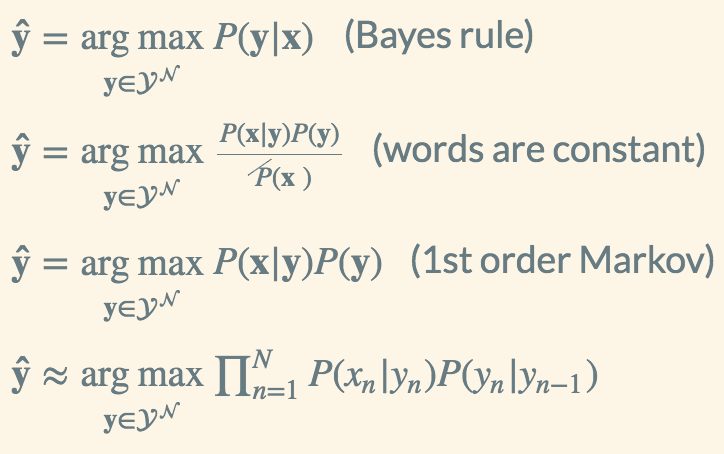 ŷ = arg max P(y|x) (Bayes rule)
y∈𝒴^𝒩
ŷ = arg max P(x|y)P(y) / P(x ) (words are constant)
y∈𝒴^𝒩
ŷ = arg max P(x|y)P(y) (1st order Markov)
y∈𝒴^𝒩
ŷ ≈ arg max ∏_{n=1}^{N} P(x_n|y_n)P(y_n|y_{n−1})
y∈𝒴^𝒩